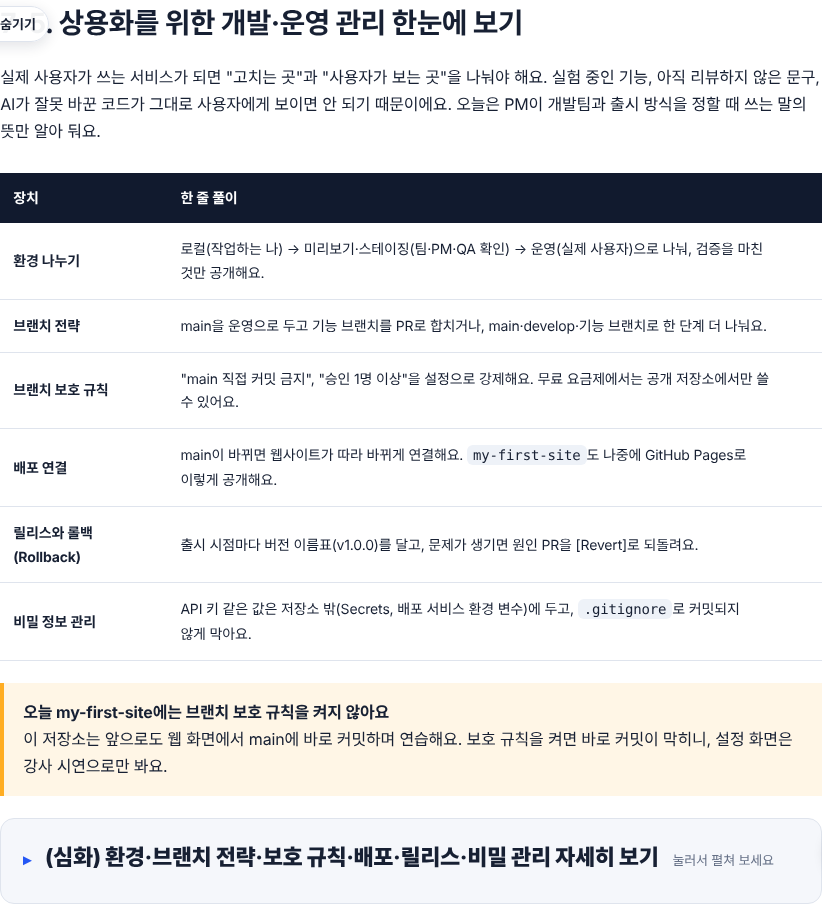 숨기기
. 상용화를 위한 개발·운영 관리 한눈에 보기
실제 사용자가 쓰는 서비스가 되면 "고치는 곳"과 "사용자가 보는 곳"을 나눠야 해요. 실험 중인 기능, 아직 리뷰하지 않은 문구,
AI가 잘못 바꾼 코드가 그대로 사용자에게 보이면 안 되기 때문이에요. 오늘은 PM이 개발팀과 출시 방식을 정할 때 쓰는 말의
뜻만 알아 둬요.
장치 한 줄 풀이
환경 나누기 로컬(작업하는 나) → 미리보기·스테이징(팀·PM·QA 확인) → 운영(실제 사용자)으로 나눠, 검증을 마친
것만 공개해요.
브랜치 전략 main을 운영으로 두고 기능 브랜치를 PR로 합치거나, main·develop·기능 브랜치로 한 단계 더 나눠요.
브랜치 보호 규칙 "main 직접 커밋 금지", "승인 1명 이상"을 설정으로 강제해요. 무료 요금제에서는 공개 저장소에서만 쓸
수 있어요.
배포 연결 main이 바뀌면 웹사이트가 따라 바뀌게 연결해요. my-first-site도 나중에 GitHub Pages로
이렇게 공개해요.
릴리스와 롤백
(Rollback) 출시 시점마다 버전 이름표(v1.0.0)를 달고, 문제가 생기면 원인 PR을 [Revert]로 되돌려요.
비밀 정보 관리 API 키 같은 값은 저장소 밖(Secrets, 배포 서비스 환경 변수)에 두고, .gitignore로 커밋되지
않게 막아요.
오늘 my-first-site에는 브랜치 보호 규칙을 켜지 않아요
이 저장소는 앞으로도 웹 화면에서 main에 바로 커밋하며 연습해요. 보호 규칙을 켜면 바로 커밋이 막히니, 설정 화면은
강사 시연으로만 봐요.
▸ (심화) 환경·브랜치 전략·보호 규칙·배포·릴리스·비밀 관리 자세히 보기 눌러서 펼쳐 보세요